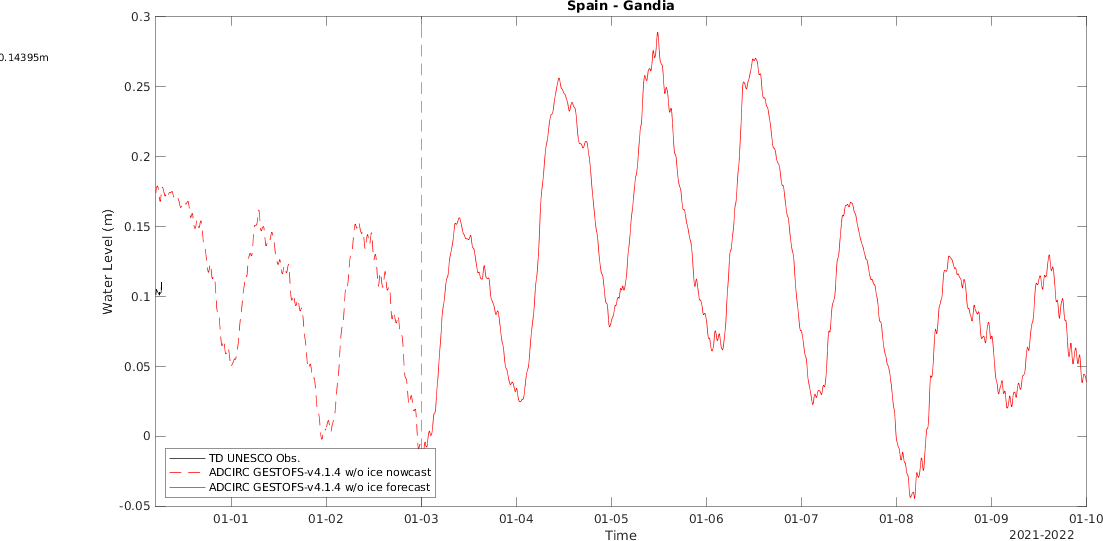 Spain - Gandia
0.14395m
Water Level (m)
0.3
0.25
0.2
0.15
0.1
0.05
0
-0.05
TD UNESCO Obs.
ADCIRC GESTOFS-v4.1.4 w/o ice nowcast
ADCIRC GESTOFS-v4.1.4 w/o ice forecast
01-01 01-02 01-03 01-04 01-05 01-06 01-07 01-08 01-09 01-10
Time
2021-2022